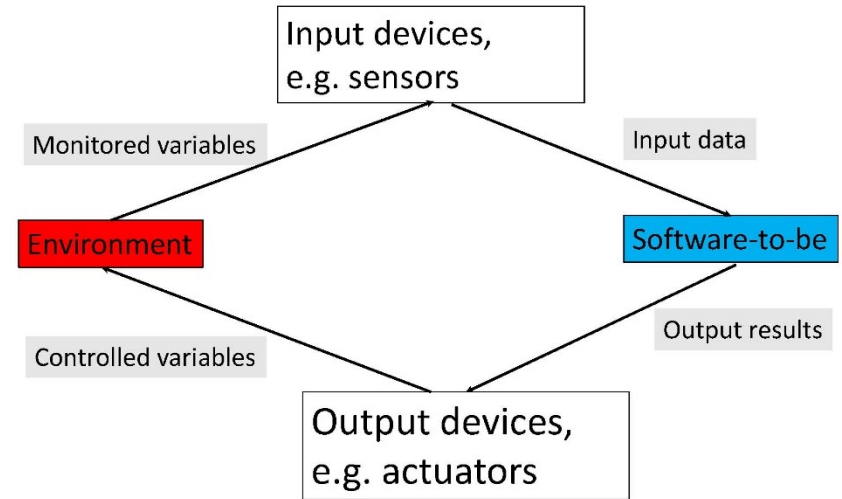 Input devices,
e.g. sensors
Monitored variables
Input data
Environment
Software-to-be
Output results
Controlled variables
Output devices,
e.g. actuators